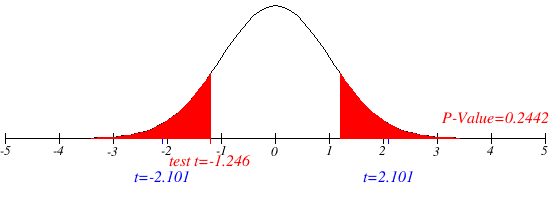 P-Value=0.2442
-5 -4 -3 -2 -1 0 1 2 3 4 5
test t=-1.246
t=-2.101 t=2.101